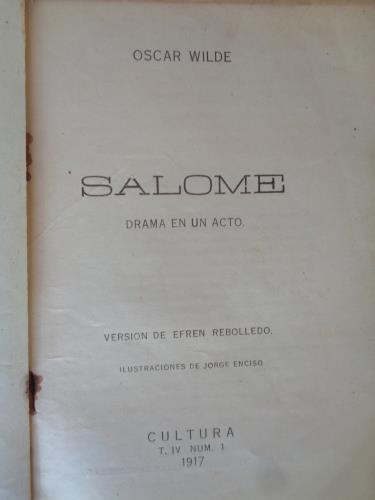 OSCAR WILDE
SALOME
DRAMA EN UN ACTO.
VERSION DE EFREN REBOLLEDO.
ILUSTRACIONES DE JORGE ENCISO
CULTURA
T. IV NUM. 1
1917